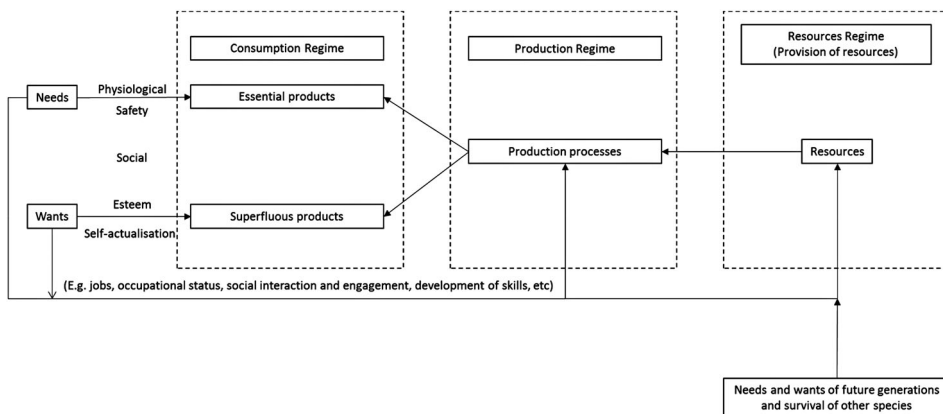 Consumption Regime
Production Regime
Resources Regime
(Provision of resources)
Needs
Physiological
Safety
Essential products
Social
Production processes
Resources
Wants
Esteem
Self-actualisation
Superfluous products
(E.g. jobs, occupational status, social interaction and engagement, development of skills, etc)
Needs and wants of future generations
and survival of other species